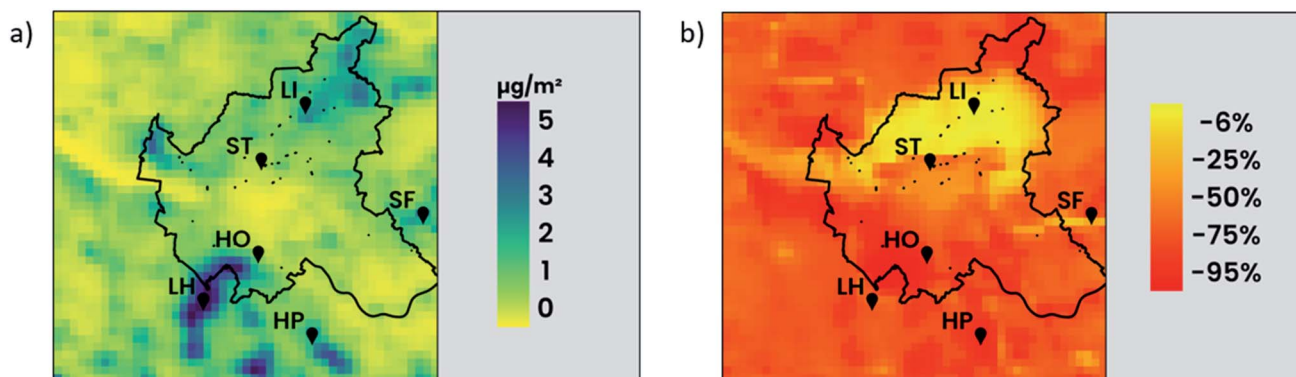 a)
LI
ST
SF
.HO
LH
HP
µg/m²
5
4
3
2
1
0
b)
LI
ST
SF
.HO
LH
HP
-6%
-25%
-50%
-75%
-95%